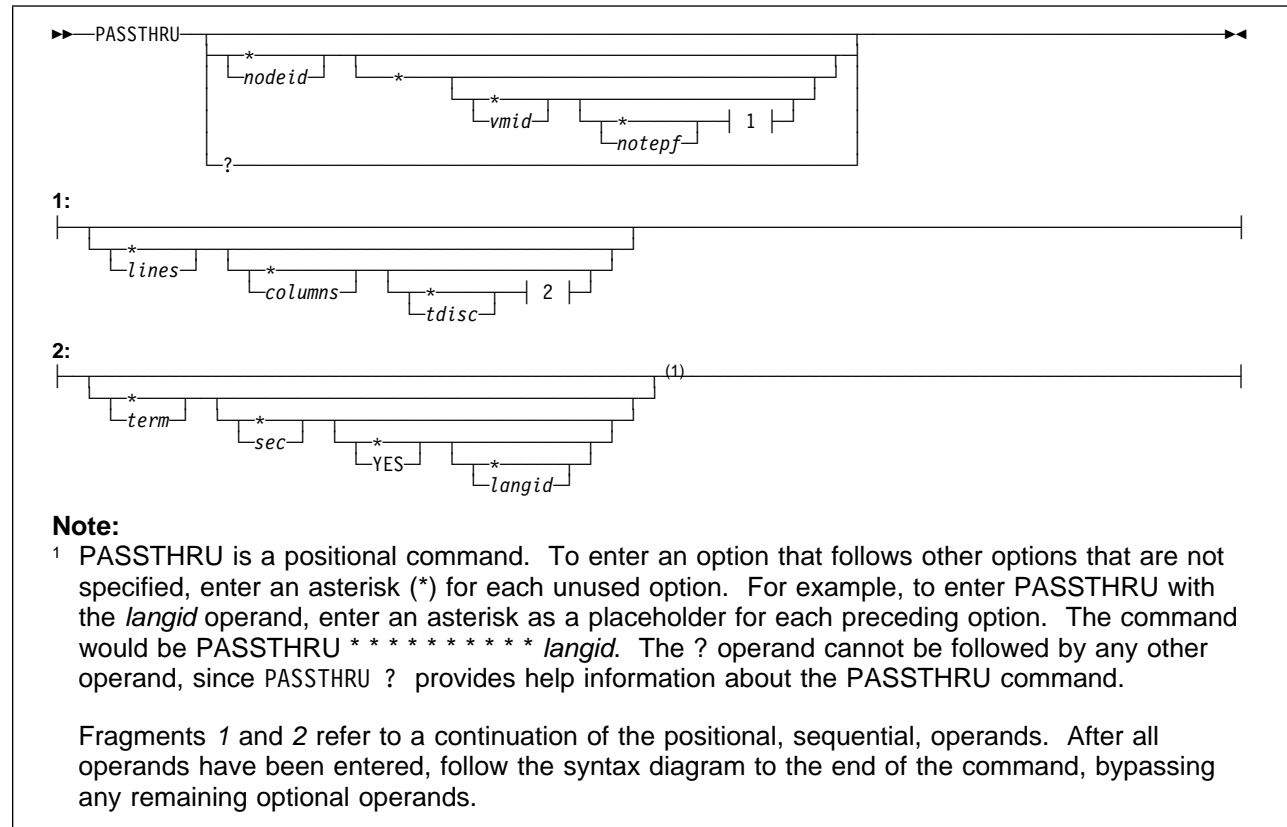 ►►──PASSTHRU ►◄
*
nodeid *
*
vmid *
notepf 1
?
1:
*
lines *
columns *
tdisc 2
2:
(1)
*
term *
sec *
YES *
langid
Note:
1 PASSTHRU is a positional command. To enter an option that follows other options that are not
specified, enter an asterisk (*) for each unused option. For example, to enter PASSTHRU with
the langid operand, enter an asterisk as a placeholder for each preceding option. The command
would be PASSTHRU * * * * * * * * * * langid. The ? operand cannot be followed by any other
operand, since PASSTHRU ? provides help information about the PASSTHRU command.
Fragments 1 and 2 refer to a continuation of the positional, sequential, operands. After all
operands have been entered, follow the syntax diagram to the end of the command, bypassing
any remaining optional operands.